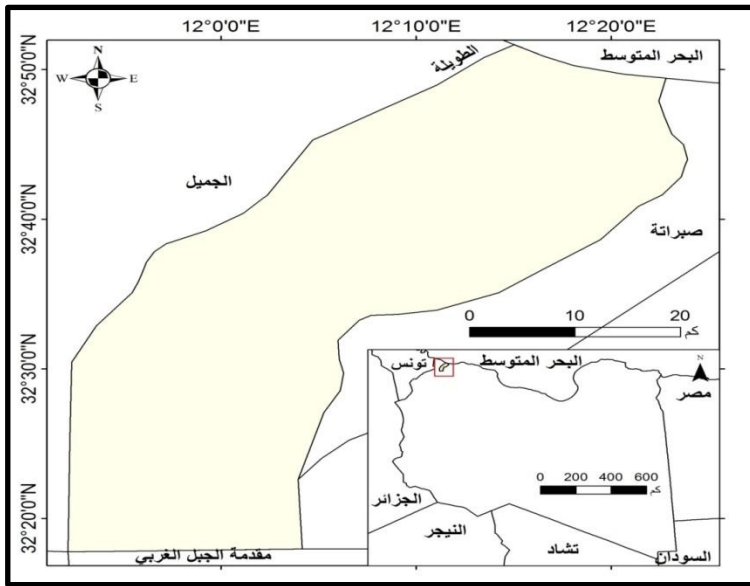 12°0'0"E
12°10'0"E
12°20'0"E
32°50'0"N
32°40'0"N
32°30'0"N
32°20'0"N
N
W
E
S
الطويلة
البحر المتوسط
الجميل
صبراتة
0 10 20
كم
مقدمة الجبل الغربي
تونس
البحر المتوسط
N
مصر
0 200 400 600
كم
الجزائر
النيجر
تشاد
السودان